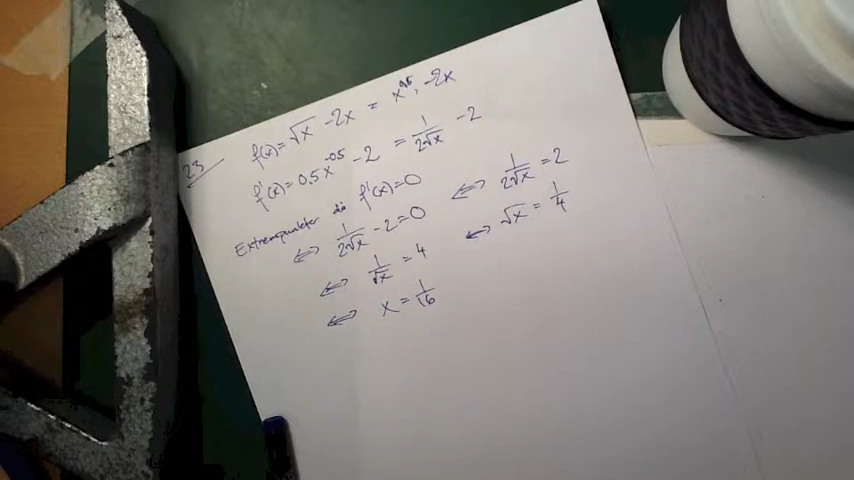 23
f(x) = √x - 2x = x^0.5 - 2x
f'(x) = 0.5x^-0.5 - 2 = 1/(2√x) - 2
Extrempunkter då f'(x) = 0
⇔ 1/(2√x) - 2 = 0 ⇔ 1/(2√x) = 2
⇔ 1/√x = 4 ⇔ √x = 1/4
⇔ x = 1/16